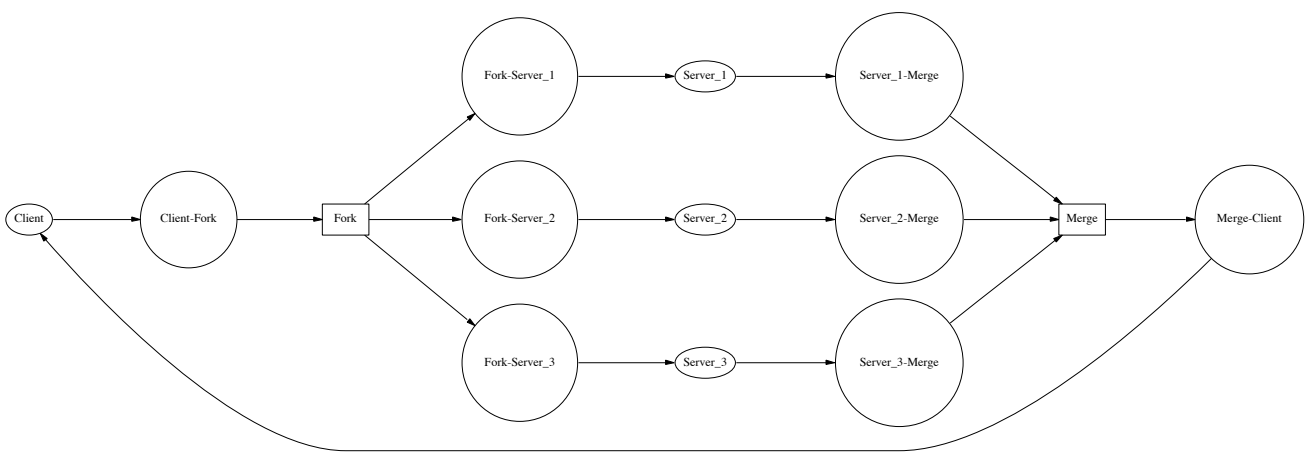 Fork-Server_1
Server_1
Server_1-Merge
Client
Client-Fork
Fork
Fork-Server_2
Server_2
Server_2-Merge
Merge
Merge-Client
Fork-Server_3
Server_3
Server_3-Merge